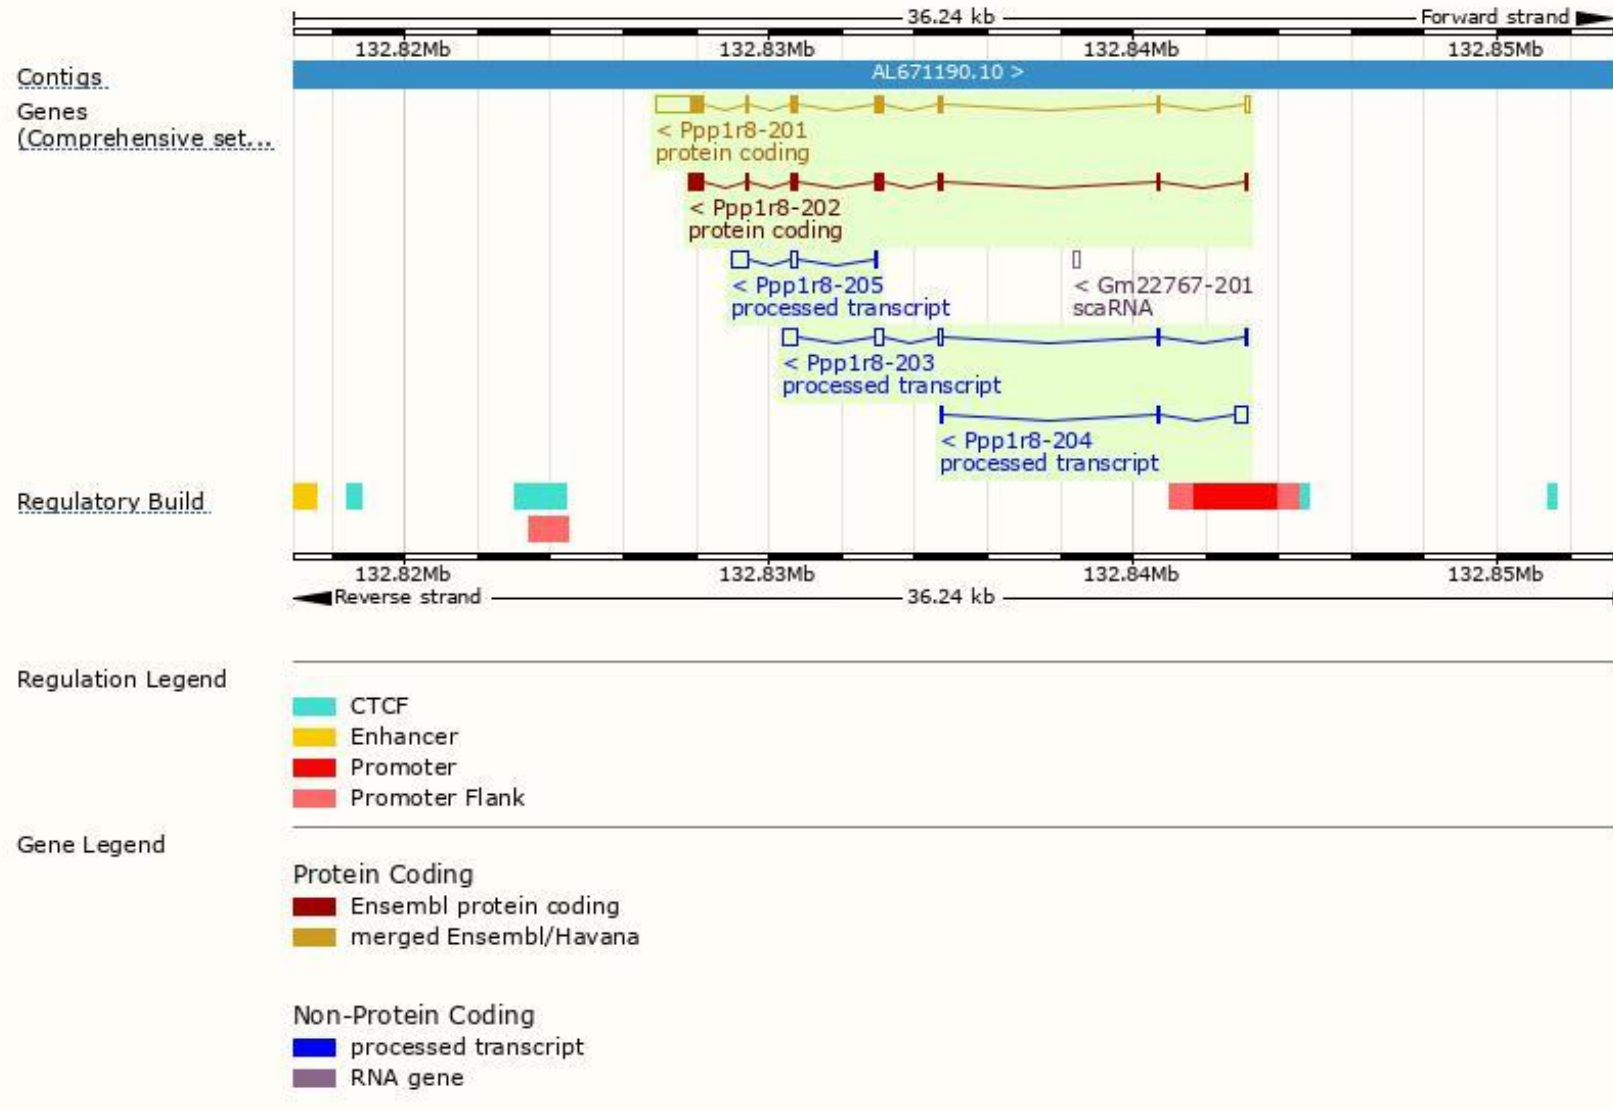 36.24 kb Forward strand
132.82Mb 132.83Mb 132.84Mb 132.85Mb
Contigs AL671190.10 >
Genes
(Comprehensive set...
< Ppp1r8-201
protein coding
< Ppp1r8-202
protein coding
< Ppp1r8-205 < Gm22767-201
processed transcript scaRNA
< Ppp1r8-203
processed transcript
< Ppp1r8-204
processed transcript
Regulatory Build
132.82Mb 132.83Mb 132.84Mb 132.85Mb
Reverse strand 36.24 kb
Regulation Legend
CTCF
Enhancer
Promoter
Promoter Flank
Gene Legend
Protein Coding
Ensembl protein coding
merged Ensembl/Havana
Non-Protein Coding
processed transcript
RNA gene